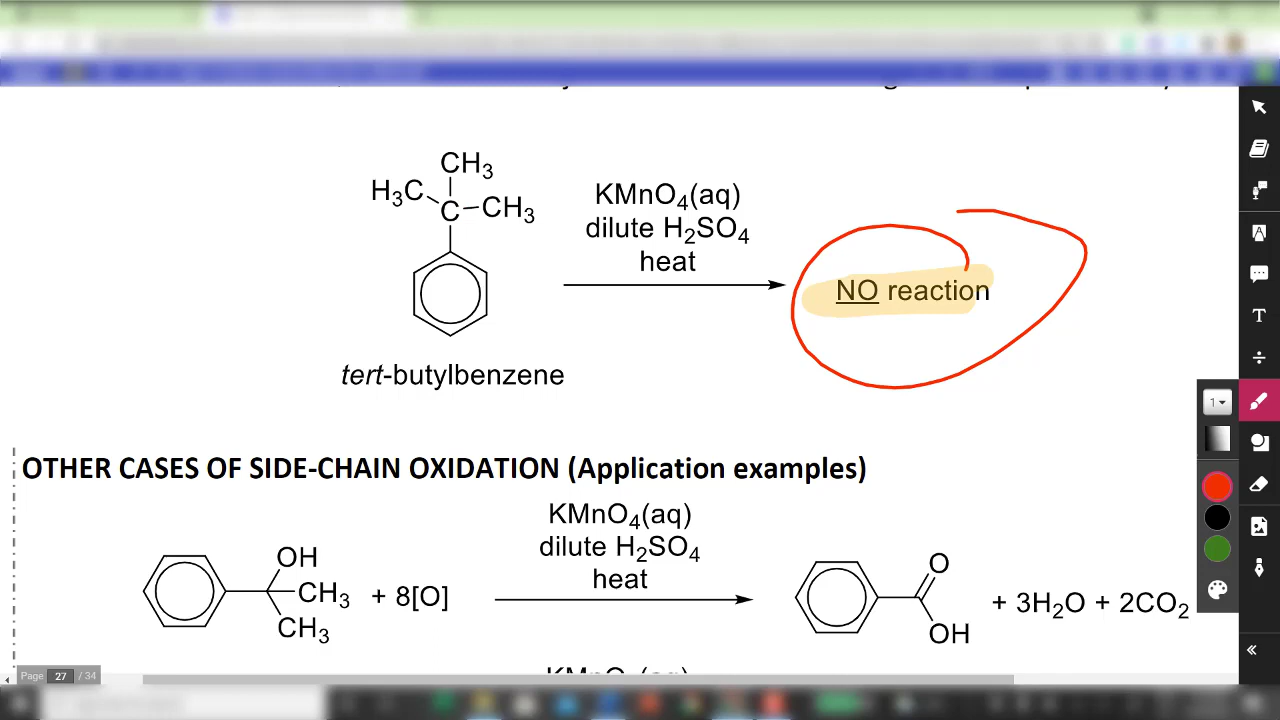 CH3
H3C
C
CH3
KMnO4(aq)
dilute H2SO4
heat
NO reaction
tert-butylbenzene
OTHER CASES OF SIDE-CHAIN OXIDATION (Application examples)
KMnO4(aq)
dilute H2SO4
heat
OH
CH3
CH3
+ 8[O]
O
OH
+ 3H2O + 2CO2
Page 27 / 34
1
T